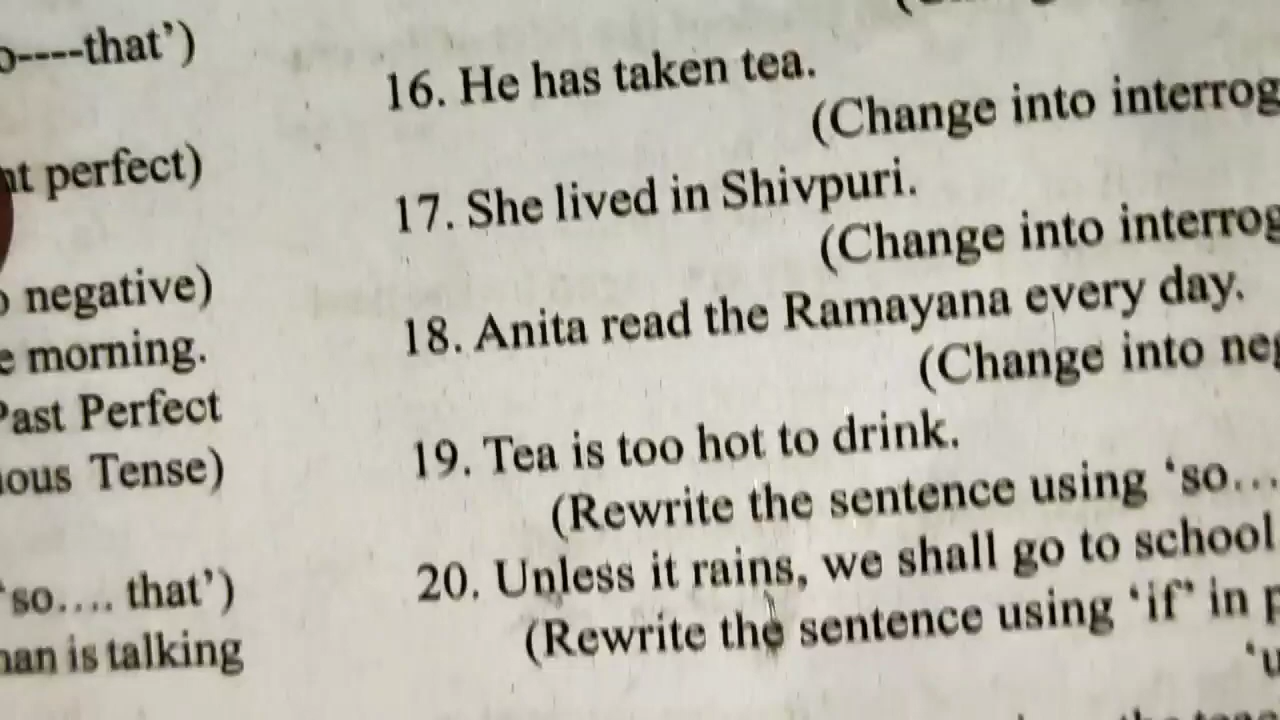 o----that’)
nt perfect)
negative)
e morning.
Past Perfect
ious Tense)
‘so.... that’)
nan is talking
16. He has taken tea.
(Change into interrog
17. She lived in Shivpuri.
(Change into interrog
18. Anita read the Ramayana every day.
(Change into neg
19. Tea is too hot to drink.
(Rewrite the sentence using ‘so...
20. Unless it rains, we shall go to school
(Rewrite the sentence using ‘if’ in p
‘u